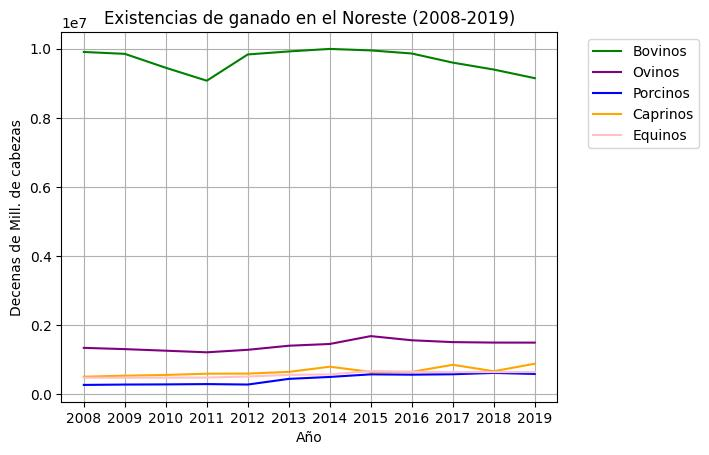 Existencias de ganado en el Noreste (2008-2019)
1e7
1.0
0.8
0.6
0.4
0.2
0.0
Decenas de Mill. de cabezas
2008 2009 2010 2011 2012 2013 2014 2015 2016 2017 2018 2019
Año
Bovinos
Ovinos
Porcinos
Caprinos
Equinos